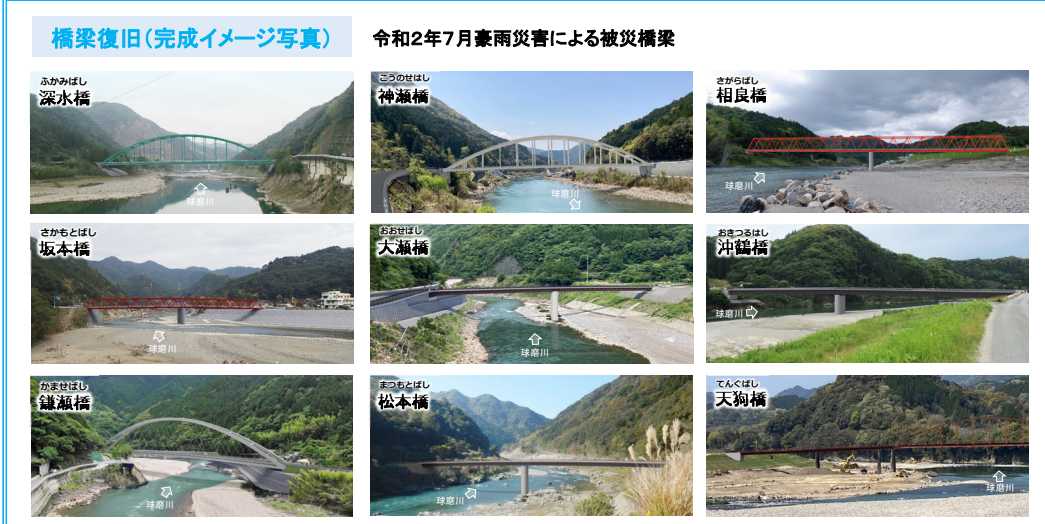 橋梁復旧(完成イメージ写真)
令和2年7月豪雨災害による被災橋梁
ふかみばし
深水橋
球磨川
こうのせはし
神瀬橋
球磨川
さがらばし
相良橋
球磨川
さかもとばし
坂本橋
球磨川
おおせばし
大瀬橋
球磨川
おきつるはし
沖鶴橋
球磨川
かませばし
鎌瀬橋
球磨川
まつもとばし
松本橋
球磨川
てんぐばし
天狗橋
球磨川